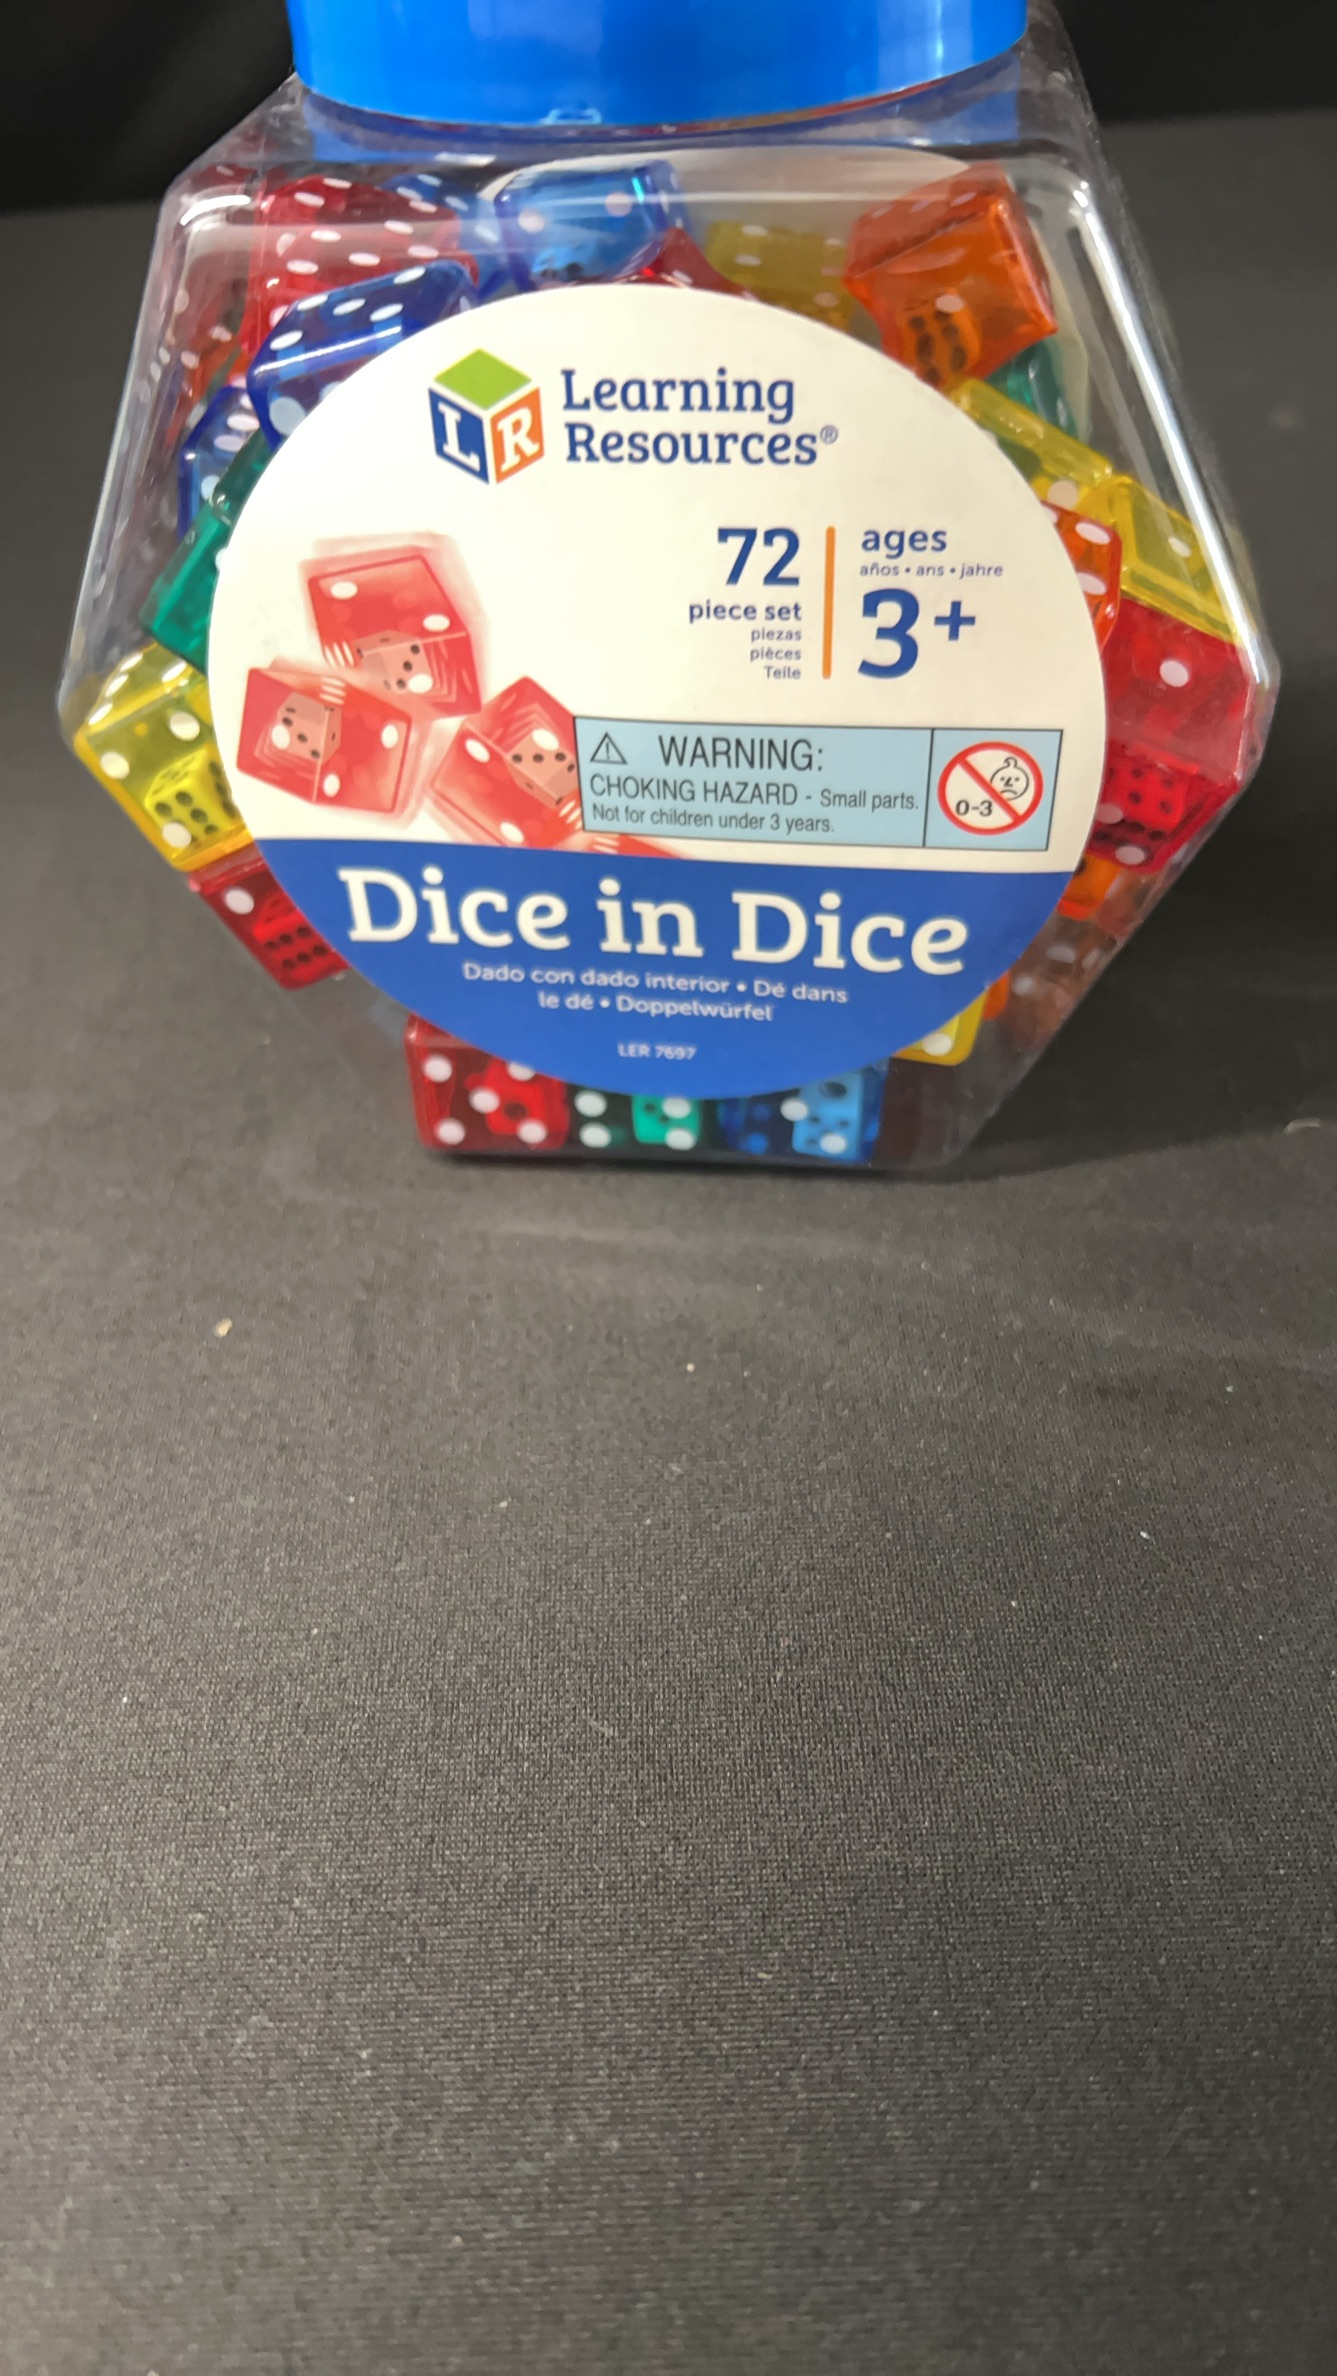 LR
Learning
Resources®
72
piece set
piezas
pièces
Teile
ages
años • ans • jahre
3+
WARNING:
CHOKING HAZARD - Small parts.
Not for children under 3 years.
0-3
Dice in Dice
Dado con dado interior • Dé dans
le dé • Doppelwürfel
LER 7697